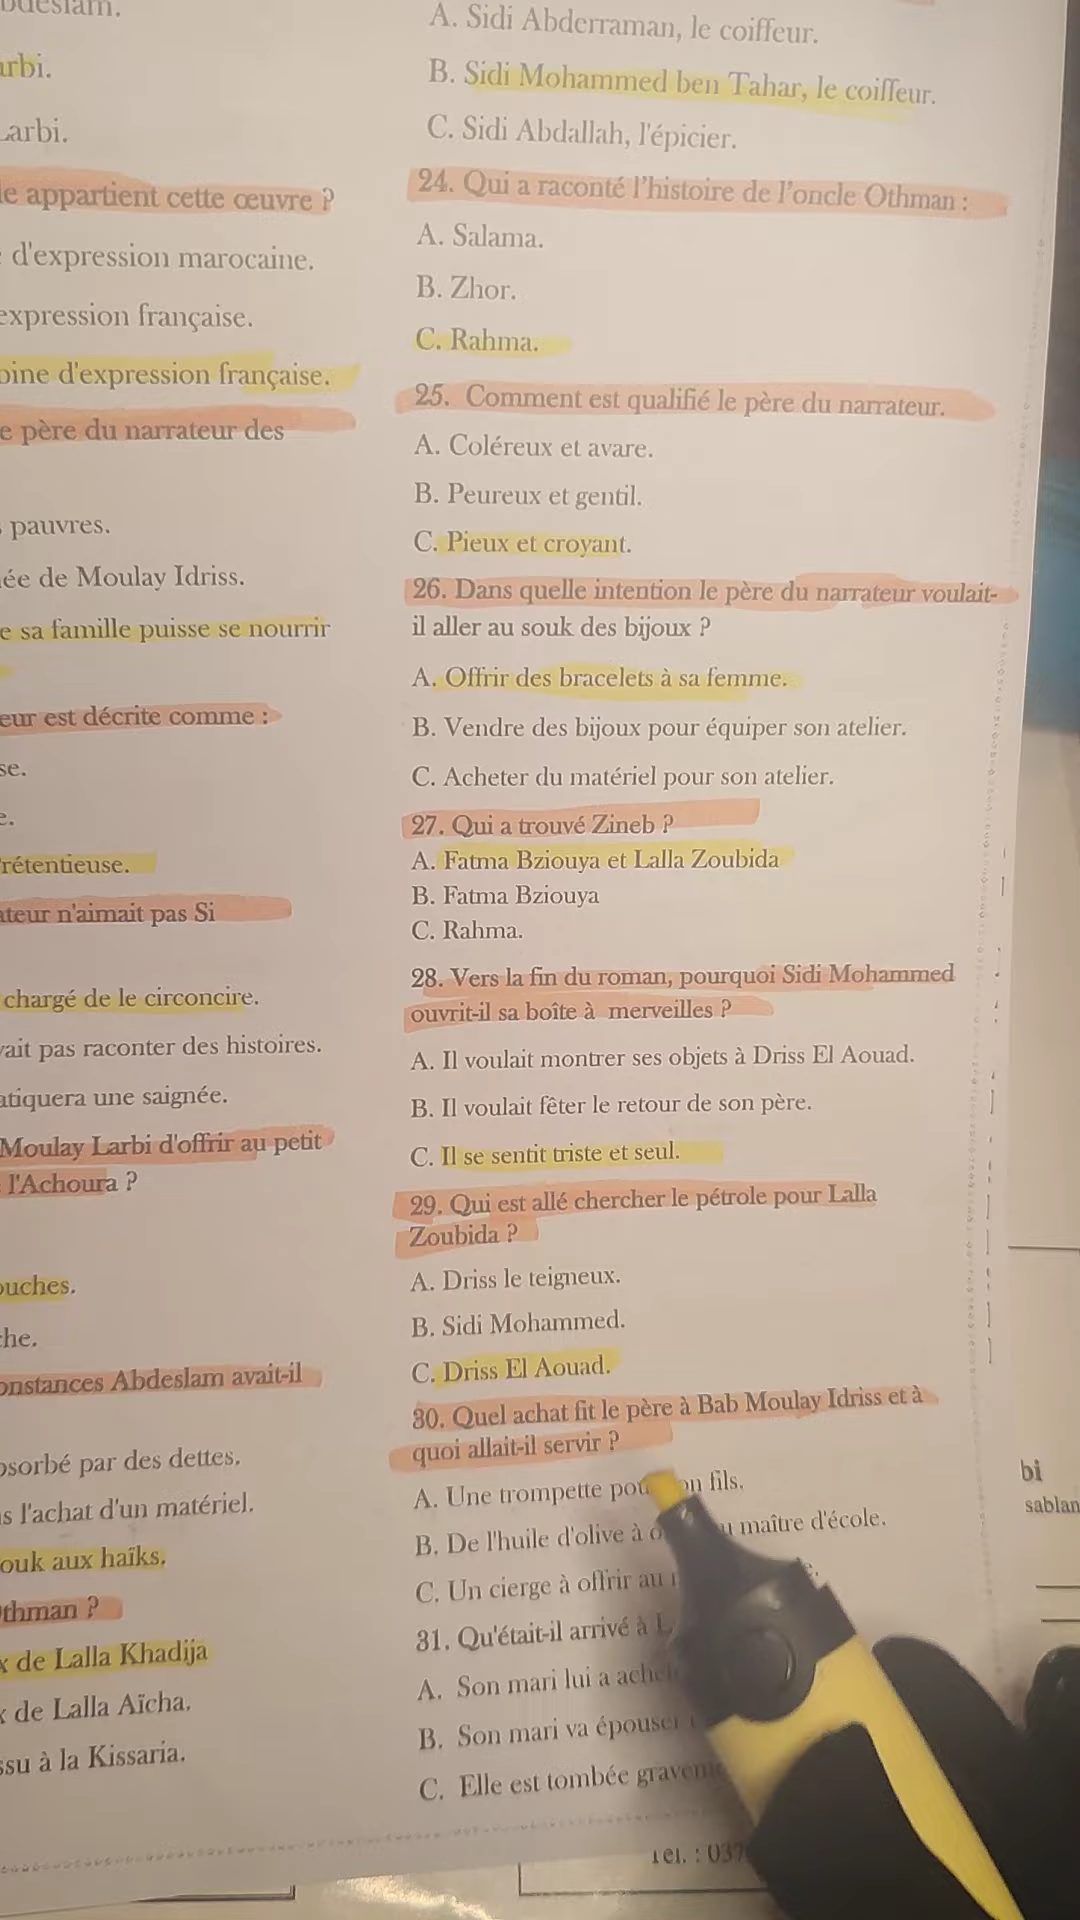 arbi.
Larbi.
le appartient cette œuvre ?
d'expression marocaine.
expression française.
oine d'expression française.
e père du narrateur des
pauvres.
ée de Moulay Idriss.
e sa famille puisse se nourrir
eur est décrite comme :
se.
e.
rétentieuse.
ateur n'aimait pas Si
chargé de le circoncire.
vait pas raconter des histoires.
atiquera une saignée.
Moulay Larbi d'offrir au petit
l'Achoura ?
ouches.
che.
onstances Abdeslam avait-il
osorbé par des dettes.
s l'achat d'un matériel.
ouk aux haïks.
Othman ?
x de Lalla Khadija
x de Lalla Aïcha.
ssu à la Kissaria.
A. Sidi Abderraman, le coiffeur.
B. Sidi Mohammed ben Tahar, le coiffeur.
C. Sidi Abdallah, l'épicier.
24. Qui a raconté l'histoire de l'oncle Othman :
A. Salama.
B. Zhor.
C. Rahma.
25. Comment est qualifié le père du narrateur.
A. Coléreux et avare.
B. Peureux et gentil.
C. Pieux et croyant.
26. Dans quelle intention le père du narrateur voulait-
il aller au souk des bijoux ?
A. Offrir des bracelets à sa femme.
B. Vendre des bijoux pour équiper son atelier.
C. Acheter du matériel pour son atelier.
27. Qui a trouvé Zineb ?
A. Fatma Bziouya et Lalla Zoubida
B. Fatma Bziouya
C. Rahma.
28. Vers la fin du roman, pourquoi Sidi Mohammed
ouvrit-il sa boîte à merveilles ?
A. Il voulait montrer ses objets à Driss El Aouad.
B. Il voulait fêter le retour de son père.
C. Il se sentit triste et seul.
29. Qui est allé chercher le pétrole pour Lalla
Zoubida ?
A. Driss le teigneux.
B. Sidi Mohammed.
C. Driss El Aouad.
30. Quel achat fit le père à Bab Moulay Idriss et à
quoi allait-il servir ?
A. Une trompette pou on fils.
B. De l'huile d'olive à o u maître d'école.
C. Un cierge à offrir au
31. Qu'était-il arrivé à L
A. Son mari lui a ache
B. Son mari va épouser
C. Elle est tombée graveme
Tel. : 037
bi
sablan